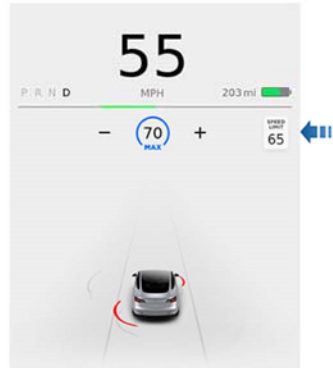 55
P R N D
MPH
203 mi
− 70 +
MAX
SPEED
LIMIT
65